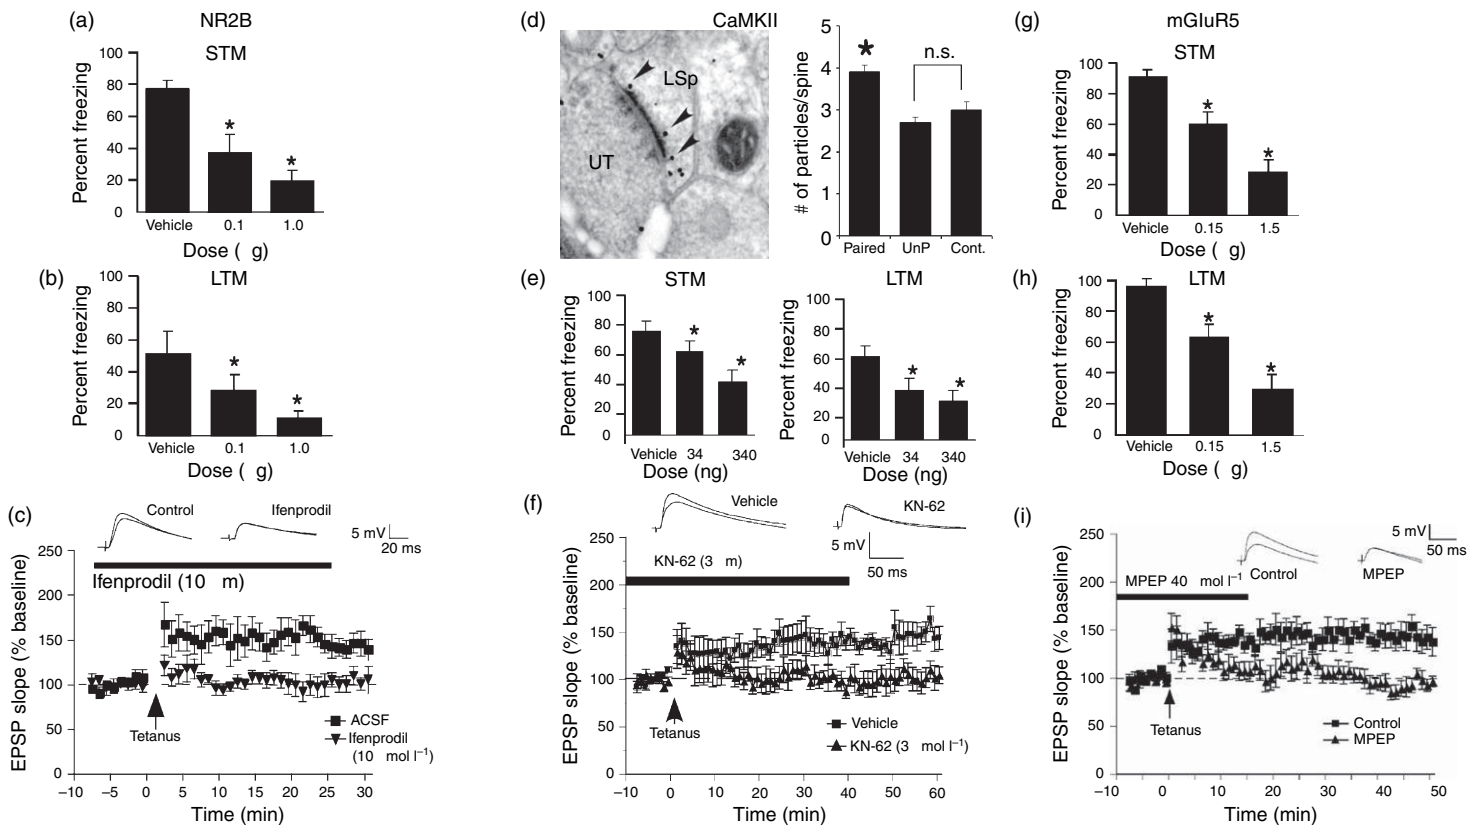 (a) NR2B
STM
Percent freezing
100
80
60
40
20
0
*
*
Vehicle 0.1 1.0
Dose ( g)
(b) LTM
Percent freezing
100
80
60
40
20
0
*
*
Vehicle 0.1 1.0
Dose ( g)
(c) Control Ifenprodil
5 mV
20 ms
EPSP slope (% baseline)
250
200
150
100
50
0
Ifenprodil (10 m)
Tetanus
ACSF
Ifenprodil
(10 mol l⁻¹)
−10 −5 0 5 10 15 20 25 30
Time (min)
(d) CaMKII
LSp
UT
# of particles/spine
5
4
3
2
1
0
*
n.s.
Paired UnP Cont.
(e) STM
Percent freezing
100
80
60
40
20
0
*
*
Vehicle 34 340
Dose (ng)
LTM
Percent freezing
100
80
60
40
20
0
*
*
Vehicle 34 340
Dose (ng)
(f) Vehicle KN-62
5 mV
50 ms
EPSP slope (% baseline)
250
200
150
100
50
0
KN-62 (3 m)
Tetanus
Vehicle
KN-62 (3 mol l⁻¹)
−10 0 10 20 30 40 50 60
Time (min)
(g) mGluR5
STM
Percent freezing
100
80
60
40
20
0
*
*
Vehicle 0.15 1.5
Dose ( g)
(h) LTM
Percent freezing
100
80
60
40
20
0
*
*
Vehicle 0.15 1.5
Dose ( g)
(i) 5 mV
50 ms
Control MPEP
EPSP slope (% baseline)
250
200
150
100
50
0
MPEP 40 mol l⁻¹
Tetanus
Control
MPEP
−10 0 10 20 30 40 50
Time (min)